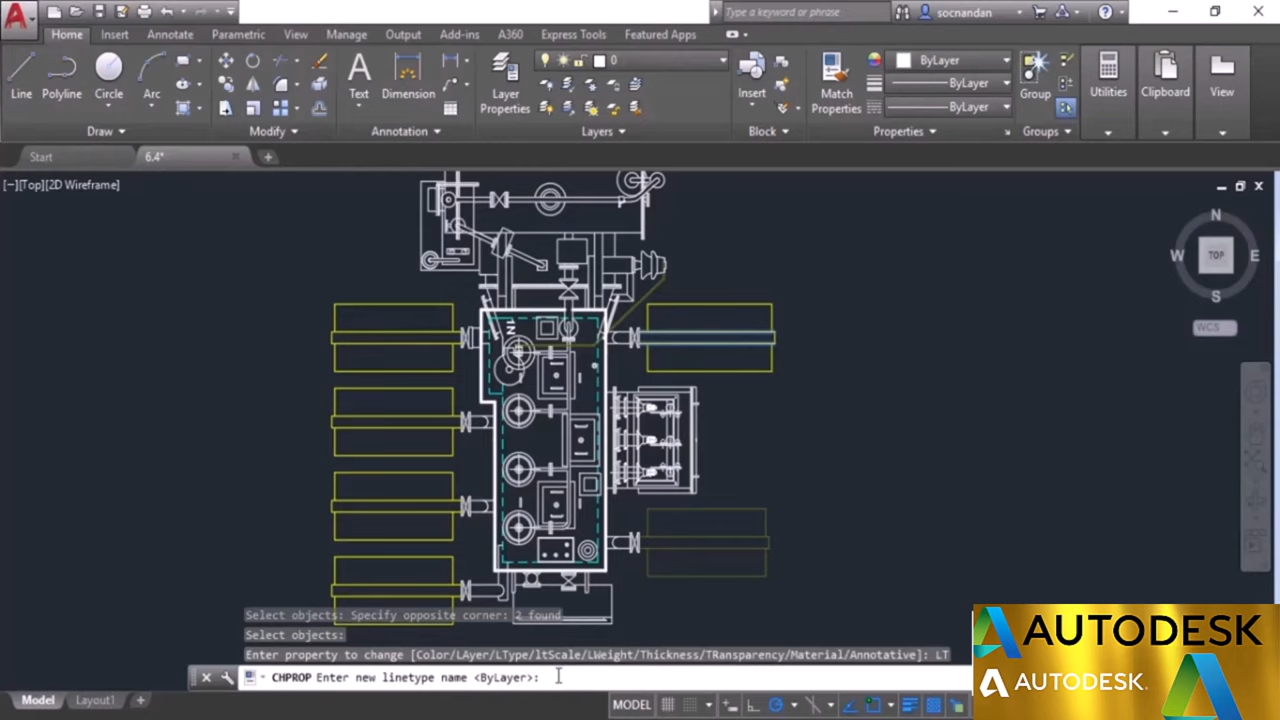 Type a keyword or phrase
socnandan
Home Insert Annotate Parametric View Manage Output Add-ins A360 Express Tools Featured Apps
Line Polyline Circle Arc
Text Dimension
Layer Properties
0
Insert
Match Properties
ByLayer
ByLayer
ByLayer
Group
Utilities Clipboard View
Draw Modify Annotation Layers Block Properties Groups
Start 6.4*
[−][Top][2D Wireframe]
N
W TOP E
S
WCS
1N
Select objects: Specify opposite corner: 2 found
Select objects:
Enter property to change [Color/LAyer/LType/ltScale/LWeight/Thickness/TRansparency/Material/Annotative]: LT
CHPROP Enter new linetype name <ByLayer>:
Model Layout1 +
MODEL
AUTODESK
AUTODESK.